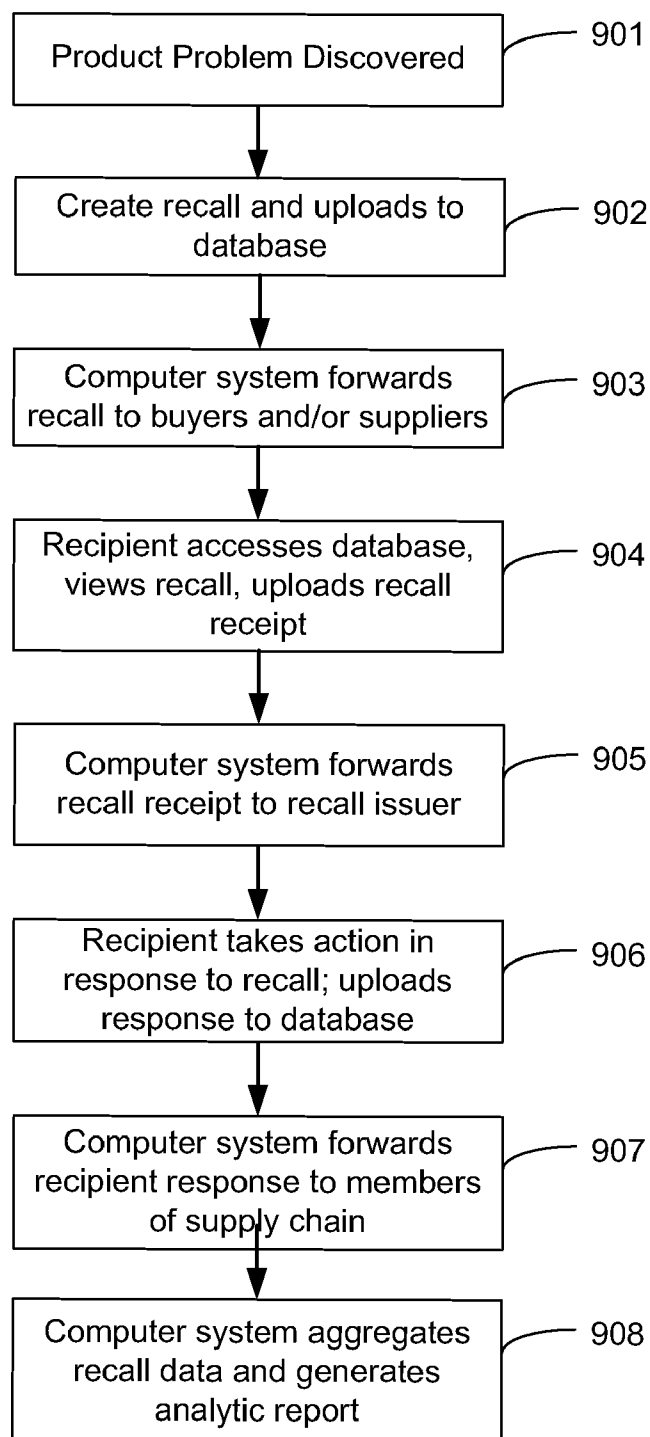 Product Problem Discovered
901
Create recall and uploads to
database
902
Computer system forwards
recall to buyers and/or suppliers
903
Recipient accesses database,
views recall, uploads recall
receipt
904
Computer system forwards
recall receipt to recall issuer
905
Recipient takes action in
response to recall; uploads
response to database
906
Computer system forwards
recipient response to members
of supply chain
907
Computer system aggregates
recall data and generates
analytic report
908